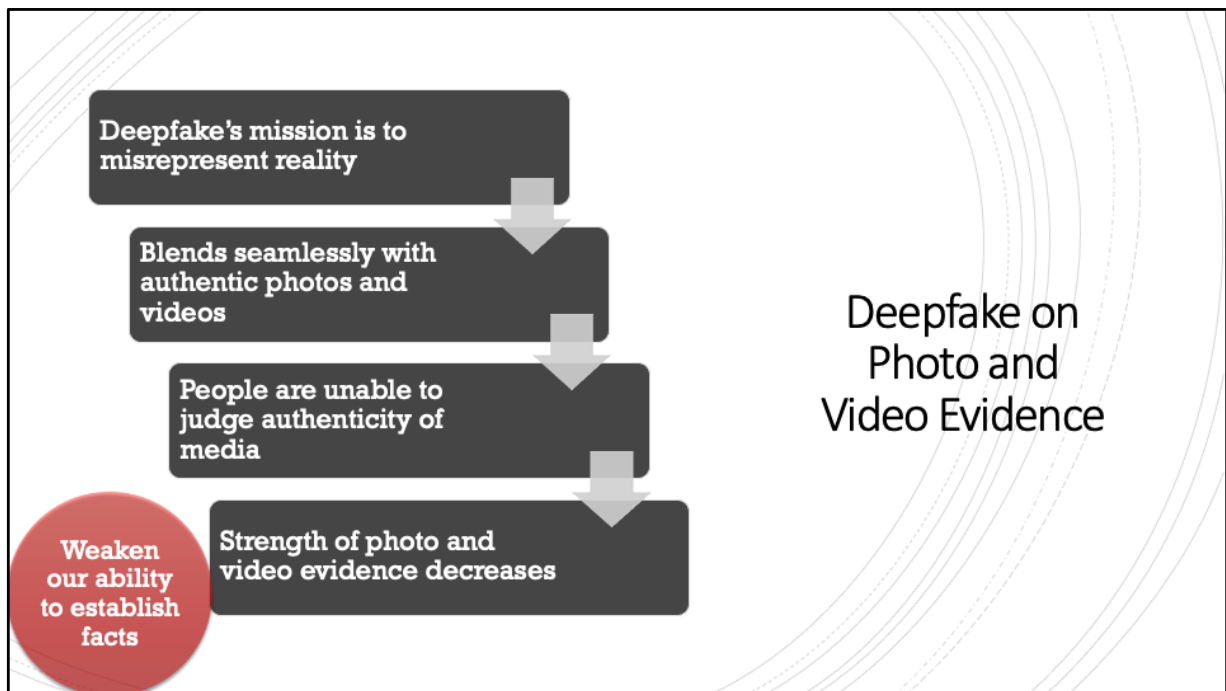 Deepfake's mission is to
misrepresent reality
Blends seamlessly with
authentic photos and
videos
People are unable to
judge authenticity of
media
Strength of photo and
video evidence decreases
Weaken
our ability
to establish
facts
Deepfake on
Photo and
Video Evidence